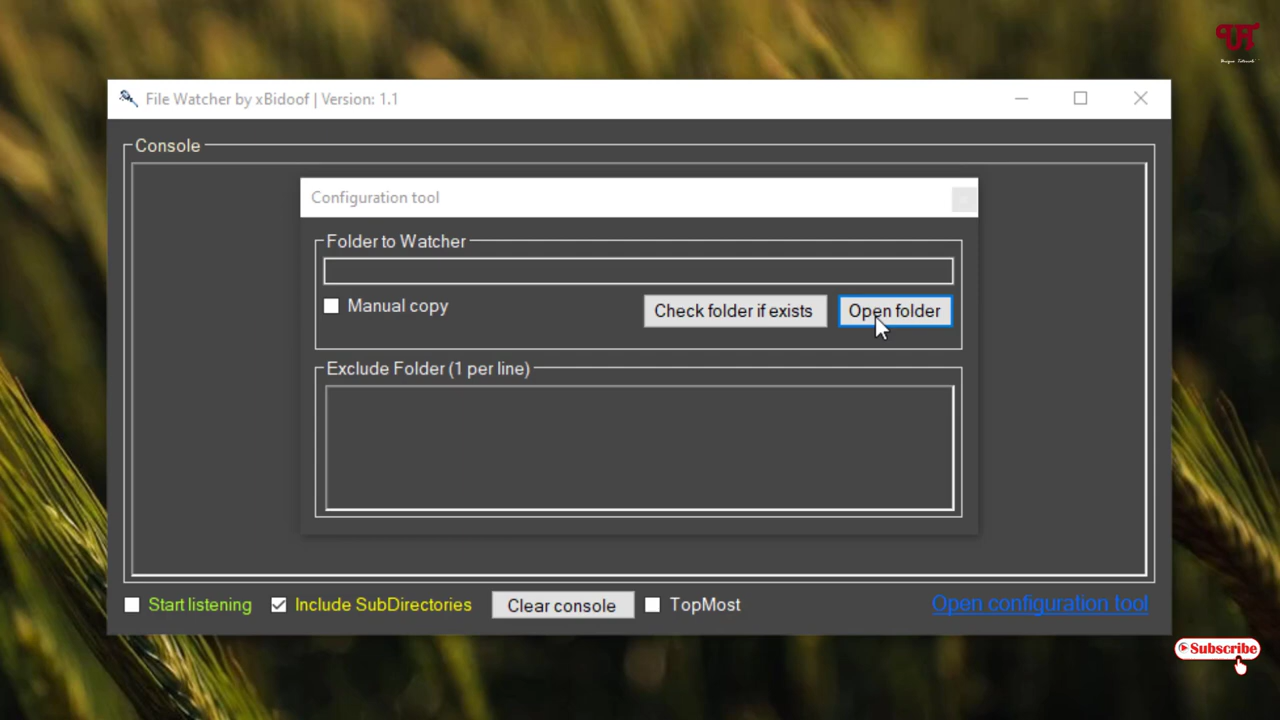 File Watcher by xBidoof | Version: 1.1
Console
Configuration tool
Folder to Watcher
Manual copy
Check folder if exists
Open folder
Exclude Folder (1 per line)
Start listening
Include SubDirectories
Clear console
TopMost
Open configuration tool
Subscribe